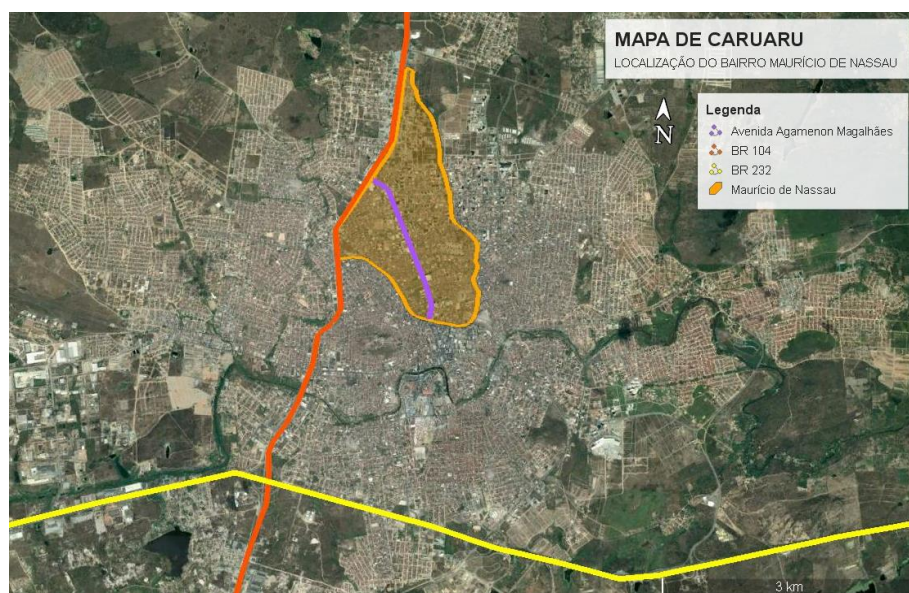 MAPA DE CARUARU
LOCALIZAÇÃO DO BAIRRO MAURÍCIO DE NASSAU
N
Legenda
Avenida Agamenon Magalhães
BR 104
BR 232
Maurício de Nassau
3 km